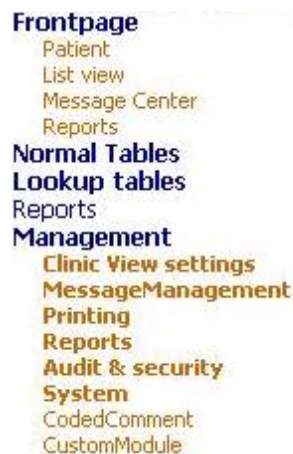 Frontpage
Patient
List view
Message Center
Reports
Normal Tables
Lookup tables
Reports
Management
Clinic View settings
MessageManagement
Printing
Reports
Audit & security
System
CodedComment
CustomModule